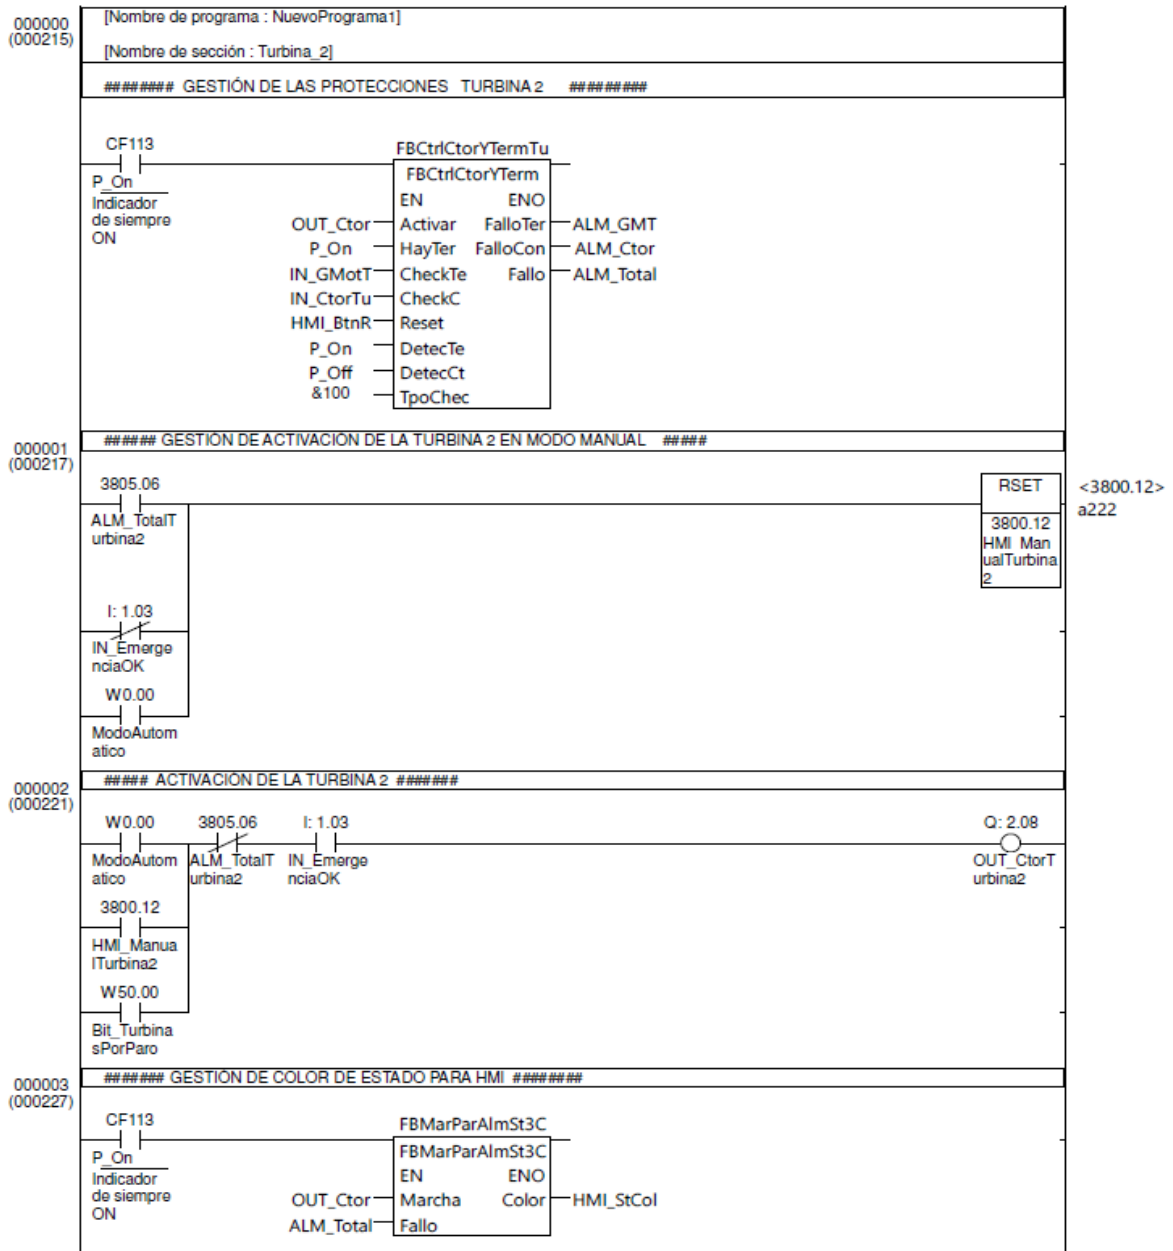 000000
(000215)
[Nombre de programa : NuevoPrograma1]
[Nombre de sección : Turbina_2]
######## GESTIÓN DE LAS PROTECCIONES TURBINA 2 #########
CF113
P_On
Indicador
de siempre
ON
FBCtrlCtorYTermTu
FBCtrlCtorYTerm
EN ENO
OUT_Ctor Activar FalloTer ALM_GMT
P_On HayTer FalloCon ALM_Ctor
IN_GMotT CheckTe Fallo ALM_Total
IN_CtorTu CheckC
HMI_BtnR Reset
P_On DetecTe
P_Off DetecCt
&100 TpoChec
000001
(000217)
###### GESTIÓN DE ACTIVACIÓN DE LA TURBINA 2 EN MODO MANUAL #####
3805.06
ALM_TotalT
urbina2
RSET
3800.12
HMI_Man
ualTurbina
2
<3800.12>
a222
I: 1.03
IN_Emerge
nciaOK
W0.00
ModoAutom
atico
000002
(000221)
##### ACTIVACIÓN DE LA TURBINA 2 #######
W0.00 3805.06 I: 1.03 Q: 2.08
ModoAutom ALM_TotalT IN_Emerge OUT_CtorT
atico urbina2 nciaOK urbina2
3800.12
HMI_Manua
lTurbina2
W50.00
Bit_Turbina
sPorParo
000003
(000227)
####### GESTIÓN DE COLOR DE ESTADO PARA HMI ########
CF113
P_On
Indicador
de siempre
ON
FBMarParAlmSt3C
FBMarParAlmSt3C
EN ENO
OUT_Ctor Marcha Color HMI_StCol
ALM_Total Fallo